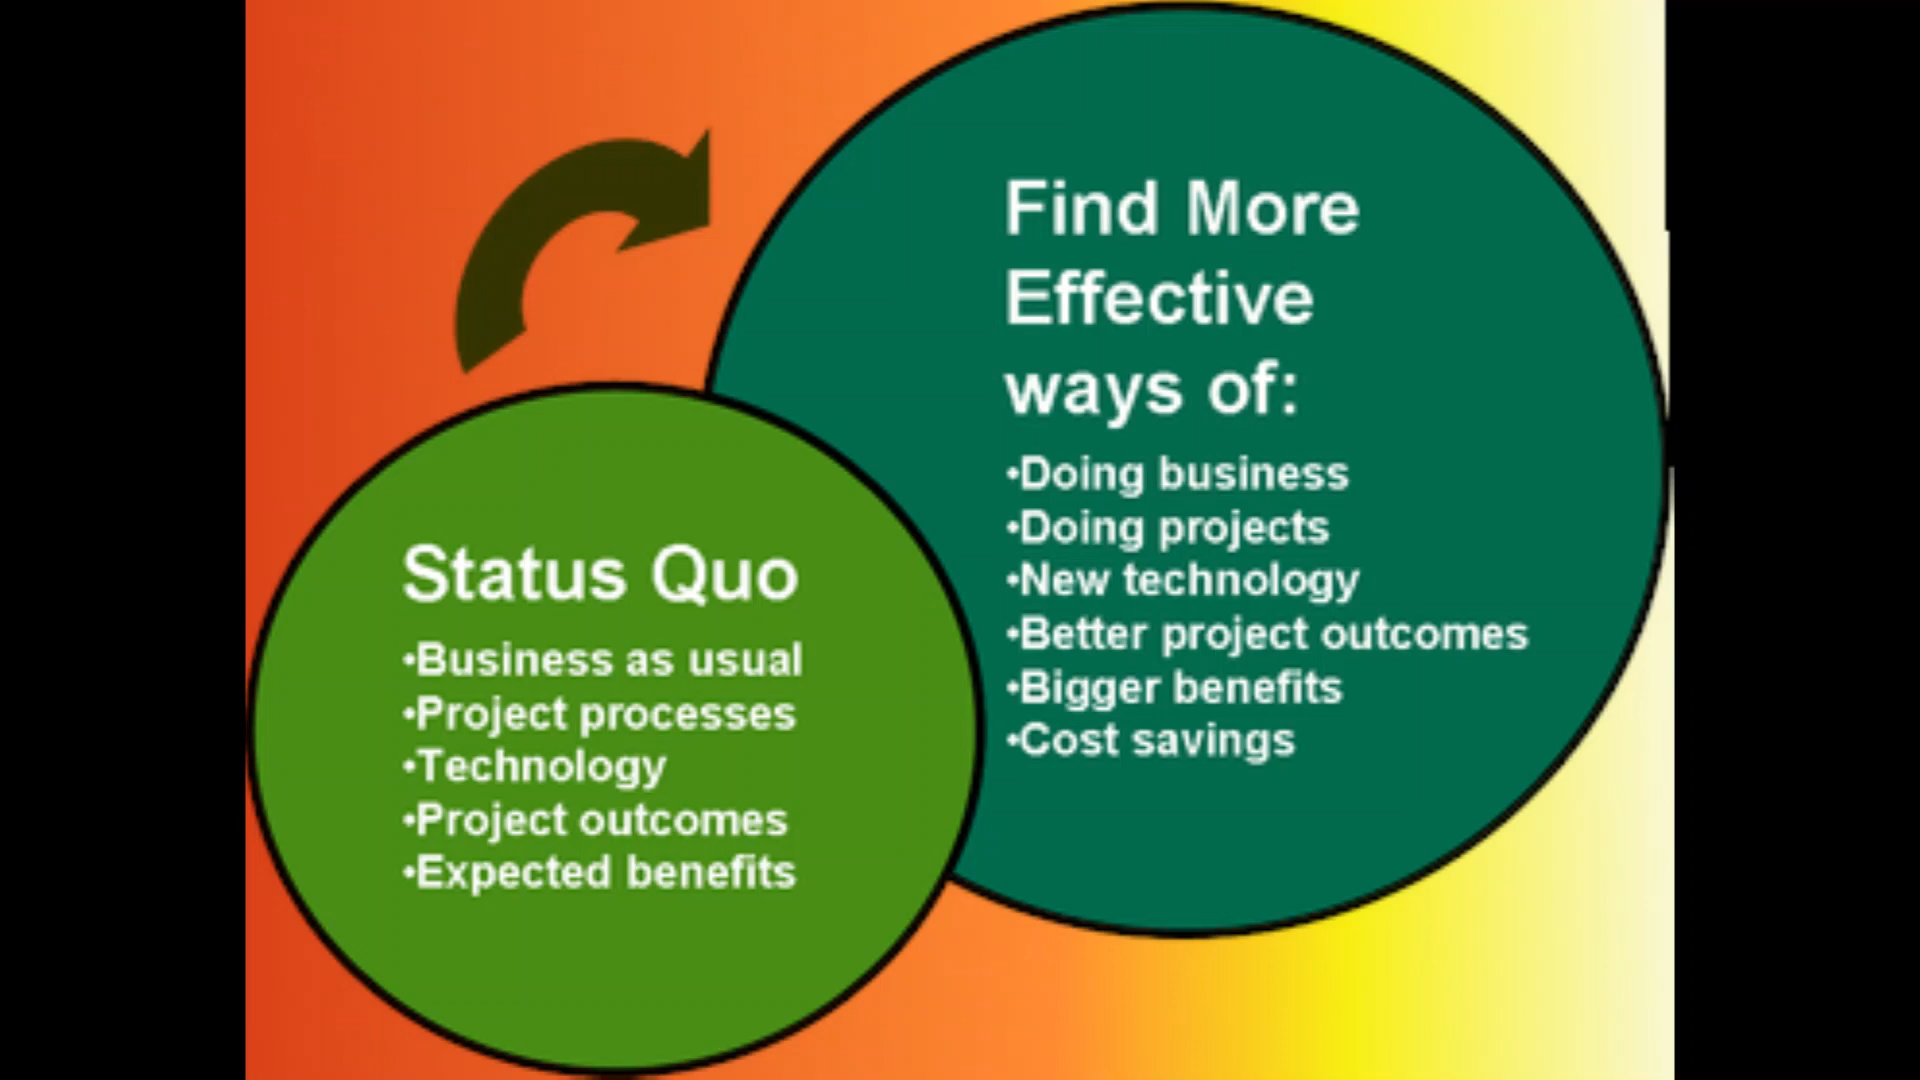 Find More
Effective
ways of:
•Doing business
•Doing projects
•New technology
•Better project outcomes
•Bigger benefits
•Cost savings
Status Quo
•Business as usual
•Project processes
•Technology
•Project outcomes
•Expected benefits